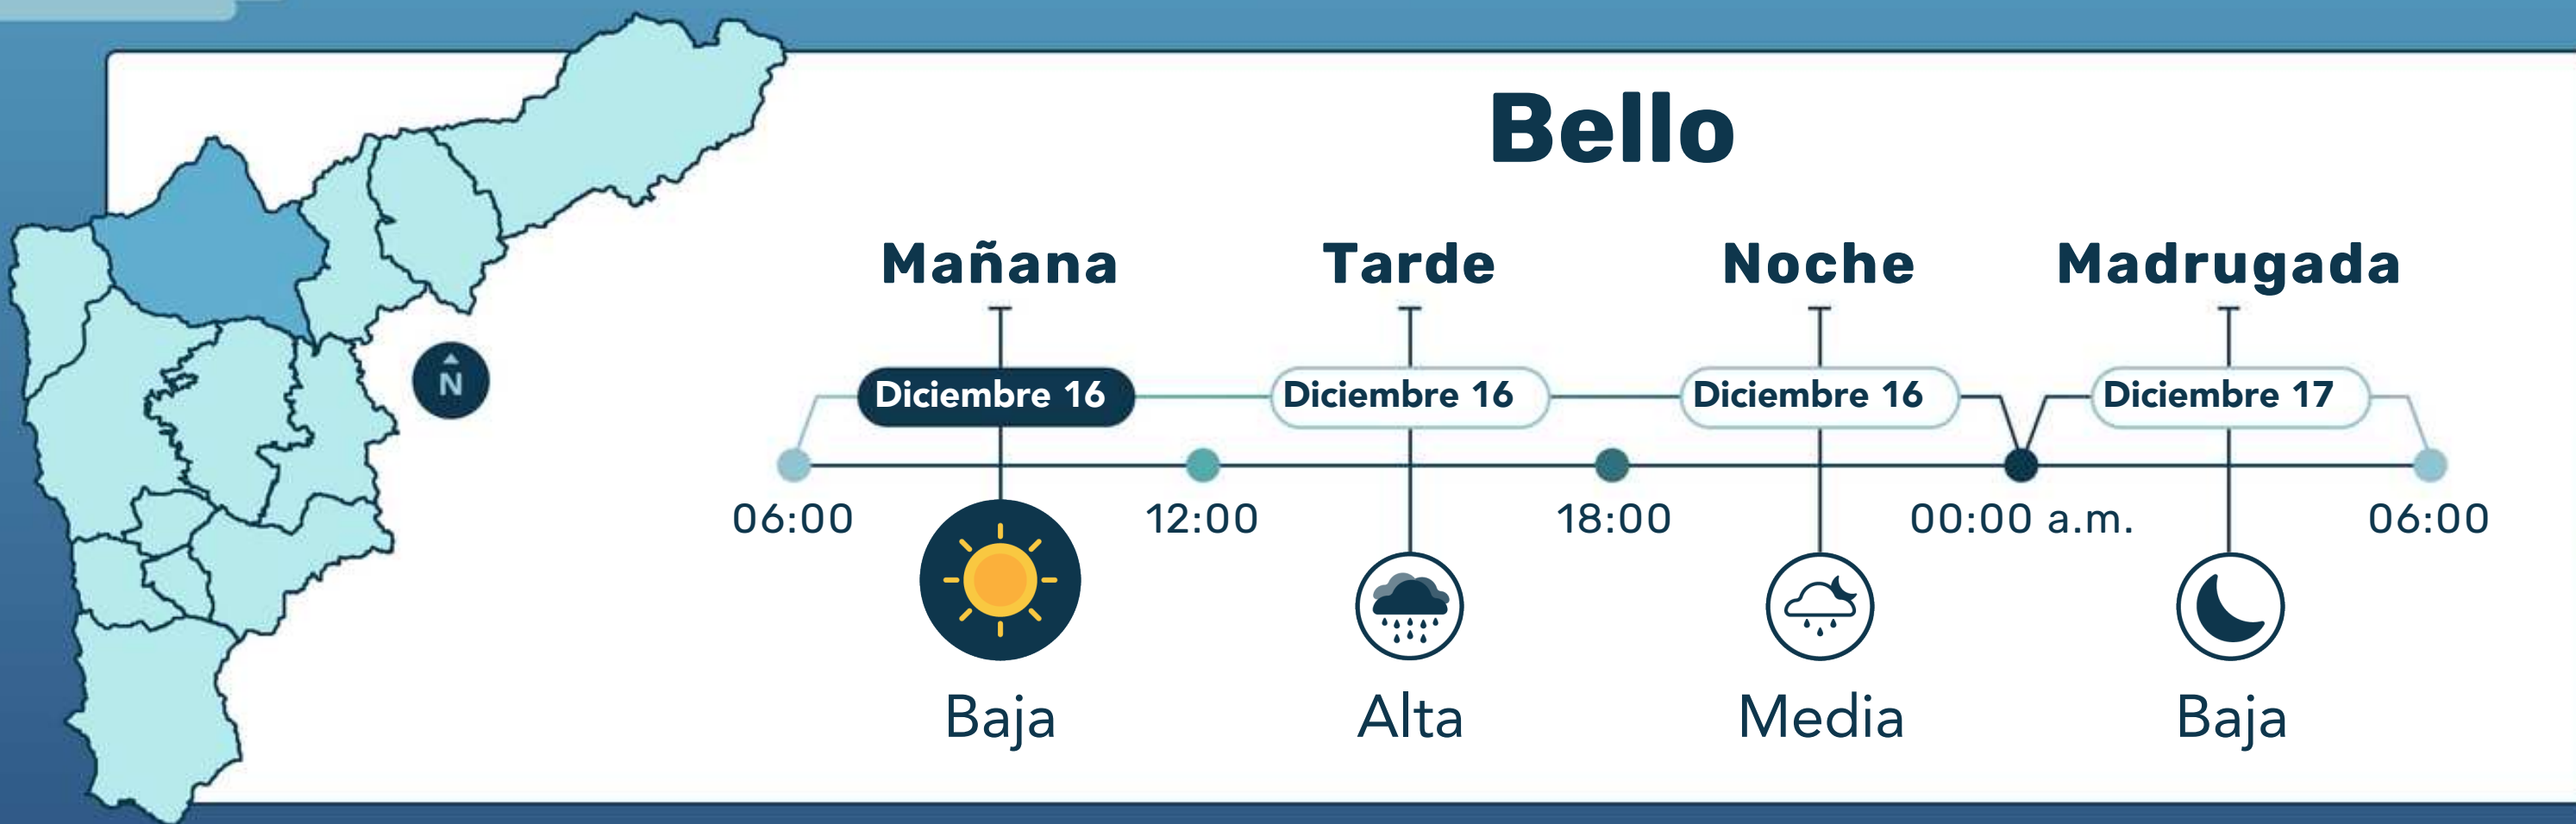 Bello
Mañana Tarde Noche Madrugada
N
Diciembre 16 Diciembre 16 Diciembre 16 Diciembre 17
06:00 12:00 18:00 00:00 a.m. 06:00
Baja Alta Media Baja